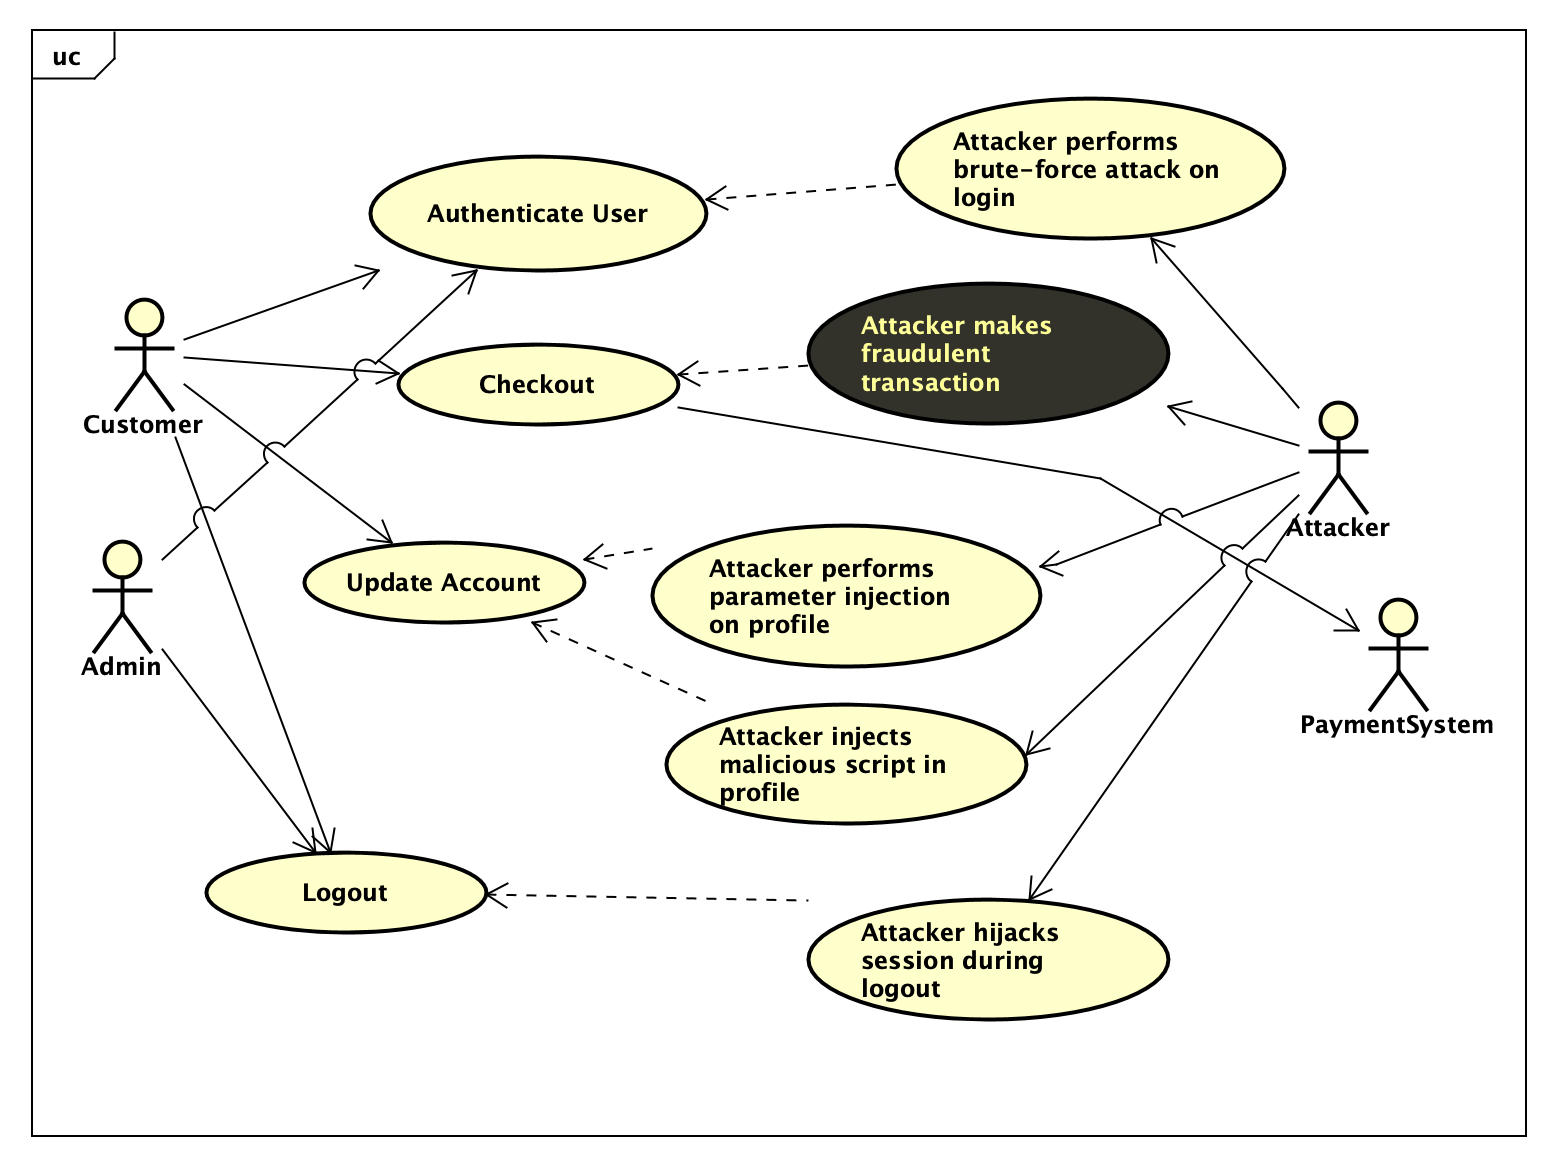 uc
Attacker performs
brute-force attack on
login
Authenticate User
Attacker makes
fraudulent
transaction
Checkout
Customer
Attacker
Attacker performs
parameter injection
on profile
Update Account
Admin
PaymentSystem
Attacker injects
malicious script in
profile
Logout
Attacker hijacks
session during
logout